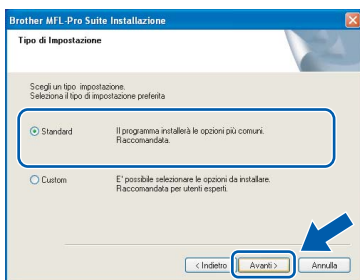 Brother MFL-Pro Suite Installazione
Tipo di Impostazione
Scegli un tipo impostazione.
Seleziona il tipo di impostazione preferita
Standard
Il programma installerà le opzioni più comuni.
Raccomandata.
Custom
E' possibile selezionare le opzioni da installare.
Raccomandata per utenti esperti.
< Indietro Avanti > Annulla